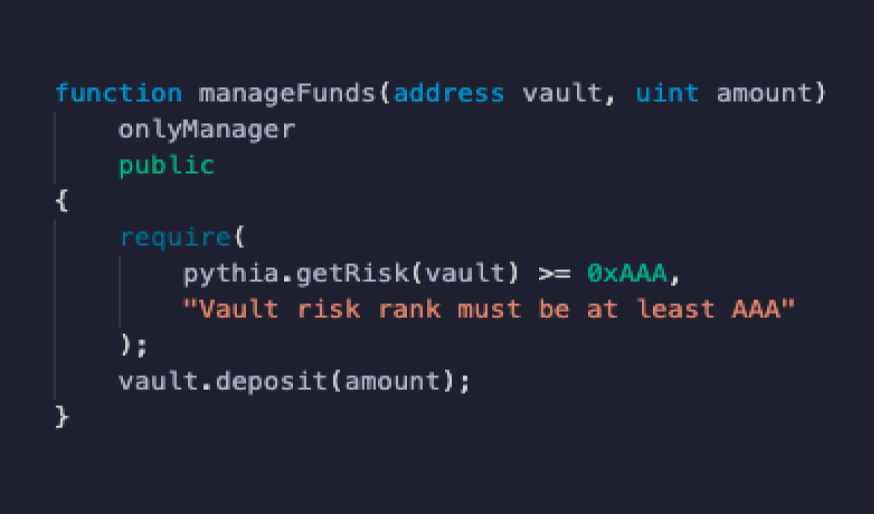 function manageFunds(address vault, uint amount)
    onlyManager
    public
{
    require(
        pythia.getRisk(vault) >= 0xAAA,
        "Vault risk rank must be at least AAA"
    );
    vault.deposit(amount);
}